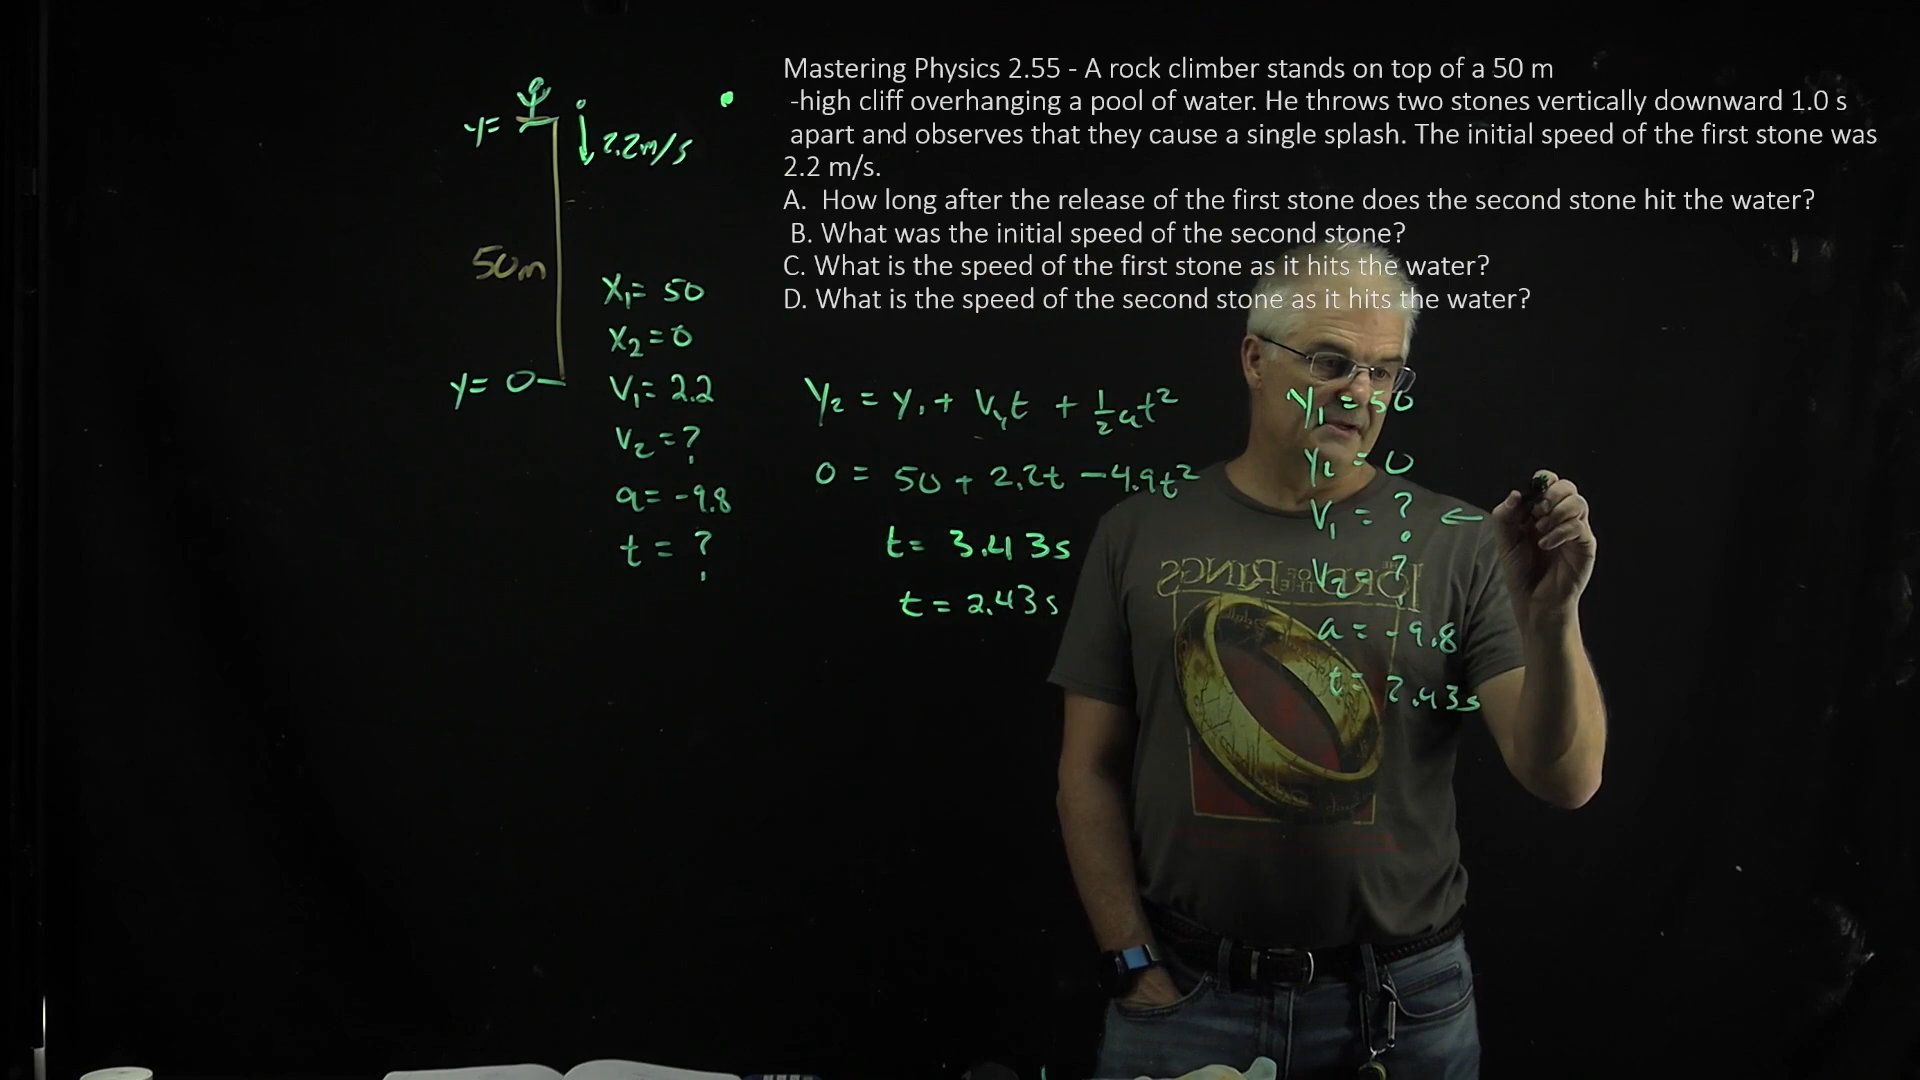 Mastering Physics 2.55 - A rock climber stands on top of a 50 m
-high cliff overhanging a pool of water. He throws two stones vertically downward 1.0 s
apart and observes that they cause a single splash. The initial speed of the first stone was
2.2 m/s.
A. How long after the release of the first stone does the second stone hit the water?
B. What was the initial speed of the second stone?
C. What is the speed of the first stone as it hits the water?
D. What is the speed of the second stone as it hits the water?
y=
2.2m/s
50m
y= 0
X₁= 50
X₂=0
V₁= 2.2
V₂ =?
a= -9.8
t = ?
Y₂ = Y₁ + V₁t + ½at²
0 = 50 + 2.2t -4.9t²
t= 3.43s
t = 2.43s
Y₁ = 50
Y₂ = 0
V₁ = ? ←
V₂ = ?
a = -9.8
t = 2.43s
THE LORD OF THE RINGS